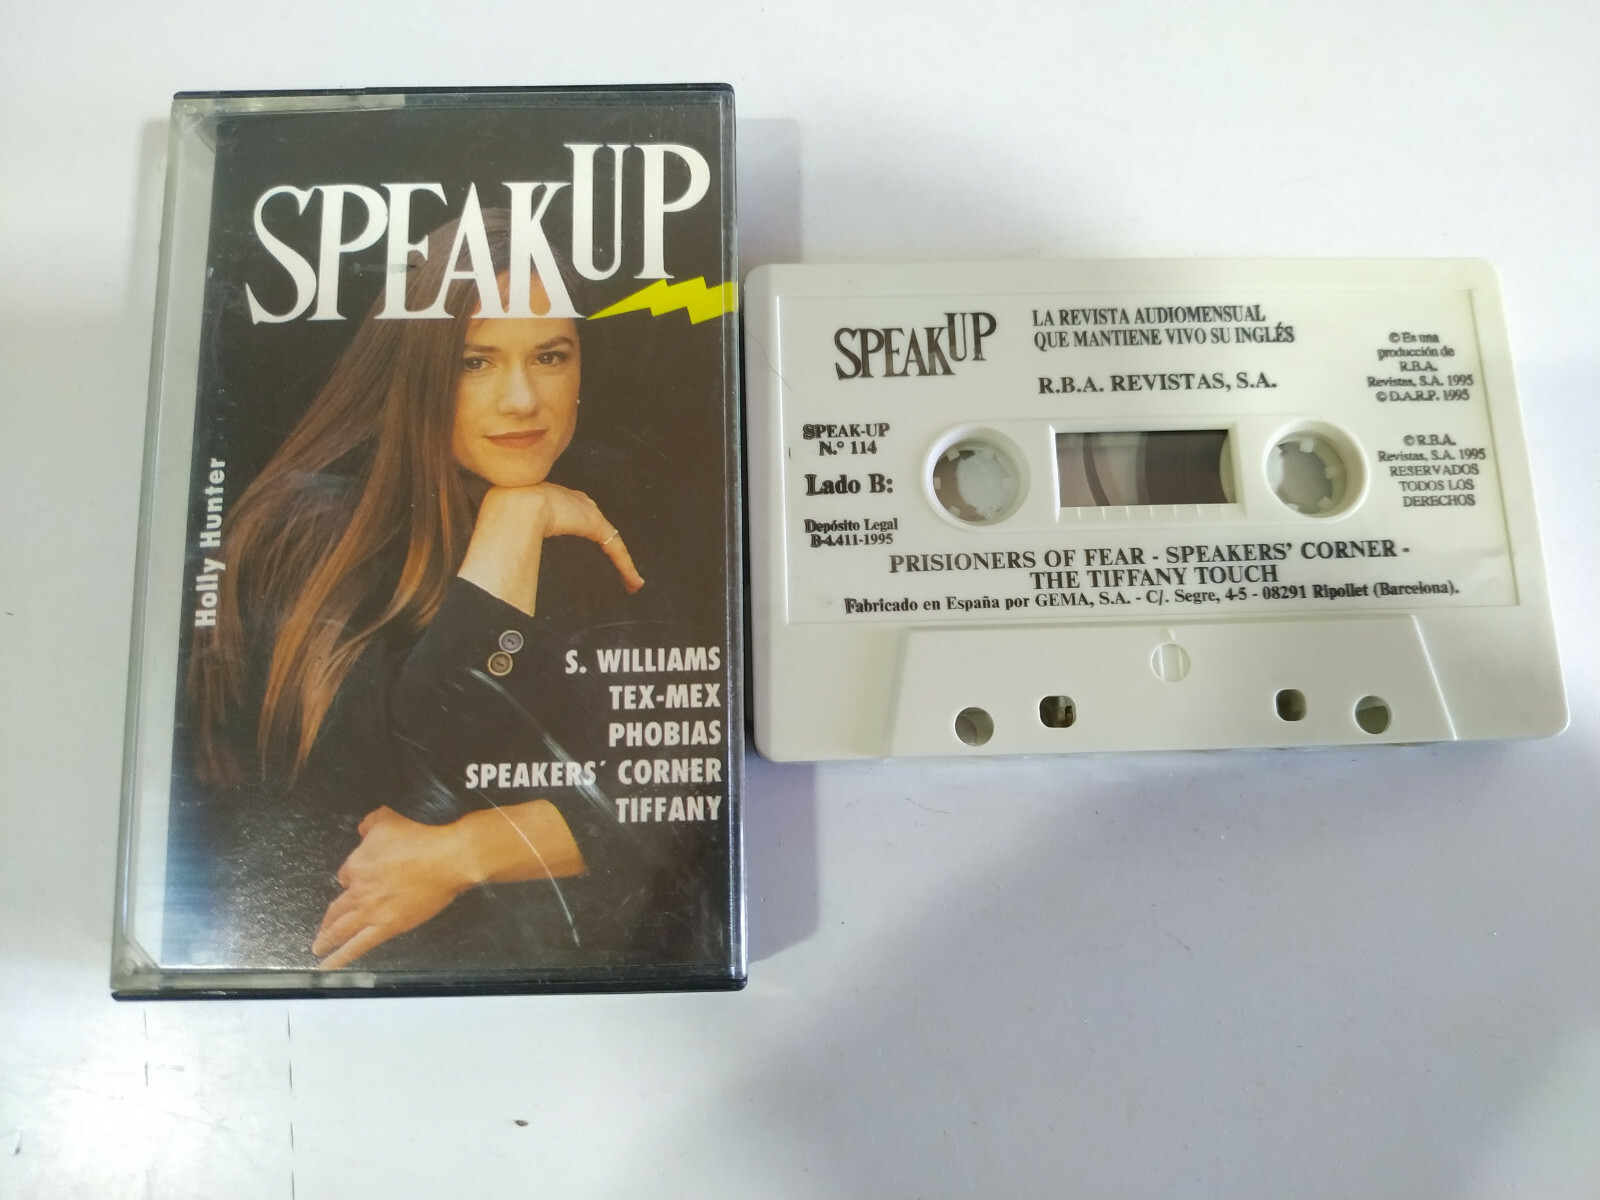 SPEAKUP
Holly Hunter
S. WILLIAMS
TEX-MEX
PHOBIAS
SPEAKERS´ CORNER
TIFFANY
SPEAKUP
LA REVISTA AUDIOMENSUAL
QUE MANTIENE VIVO SU INGLÉS
R.B.A. REVISTAS, S.A.
© Es una
producción de
R.B.A.
Revistas, S.A. 1995
© D.A.R.P. 1995
SPEAK-UP
N.º 114
Lado B:
Depósito Legal
B-4.411-1995
© R.B.A.
Revistas, S.A. 1995
RESERVADOS
TODOS LOS
DERECHOS
PRISIONERS OF FEAR - SPEAKERS' CORNER -
THE TIFFANY TOUCH
Fabricado en España por GEMA, S.A. - C/. Segre, 4-5 - 08291 Ripollet (Barcelona).